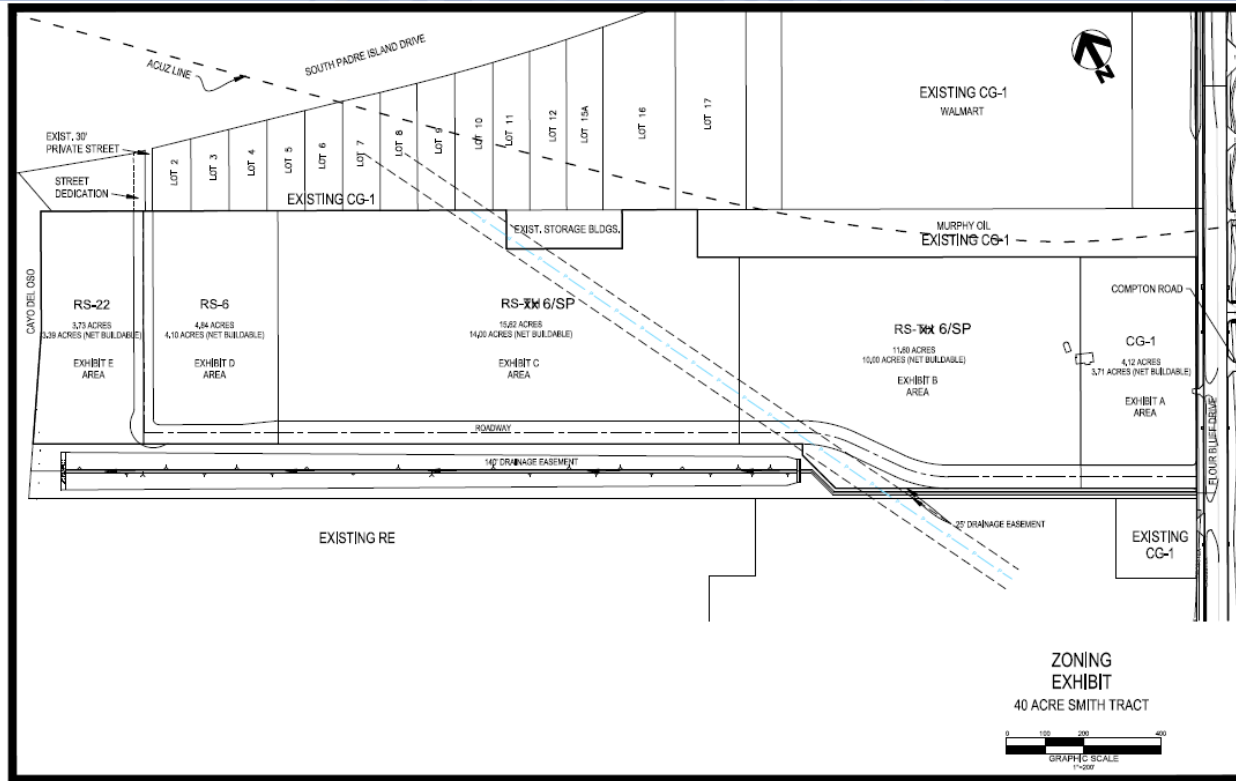 ACUZ LINE
SOUTH PADRE ISLAND DRIVE
N
EXISTING CG-1
WALMART
EXIST. 30'
PRIVATE STREET
STREET
DEDICATION
LOT 2
LOT 3
LOT 4
LOT 5
LOT 6
LOT 7
LOT 8
LOT 9
LOT 10
LOT 11
LOT 12
LOT 15A
LOT 16
LOT 17
EXISTING CG-1
EXIST. STORAGE BLDGS.
MURPHY OIL
EXISTING CG-1
COMPTON ROAD
CAYO DEL OSO
RS-22
3.73 ACRES
3.39 ACRES (NET BUILDABLE)
EXHIBIT E
AREA
RS-6
4.84 ACRES
4.10 ACRES (NET BUILDABLE)
EXHIBIT D
AREA
RS-TH 6/SP
15.62 ACRES
14.00 ACRES (NET BUILDABLE)
EXHIBIT C
AREA
RS-TH 6/SP
11.60 ACRES
10.00 ACRES (NET BUILDABLE)
EXHIBIT B
AREA
CG-1
4.12 ACRES
3.71 ACRES (NET BUILDABLE)
EXHIBIT A
AREA
FLOUR BLUFF DRIVE
ROADWAY
140' DRAINAGE EASEMENT
25' DRAINAGE EASEMENT
EXISTING RE
EXISTING
CG-1
ZONING
EXHIBIT
40 ACRE SMITH TRACT
0 100 200 400
GRAPHIC SCALE
1"=200'